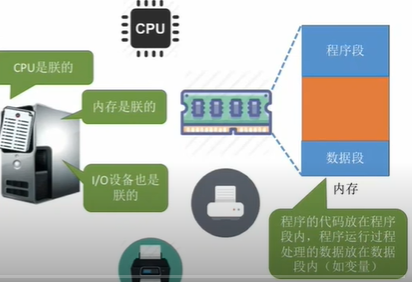 CPU
CPU是朕的
内存是朕的
I/O设备也是
朕的
程序段
数据段
内存
程序的代码放在程序
段内，程序运行过程
处理的数据放在数据
段内（如变量）